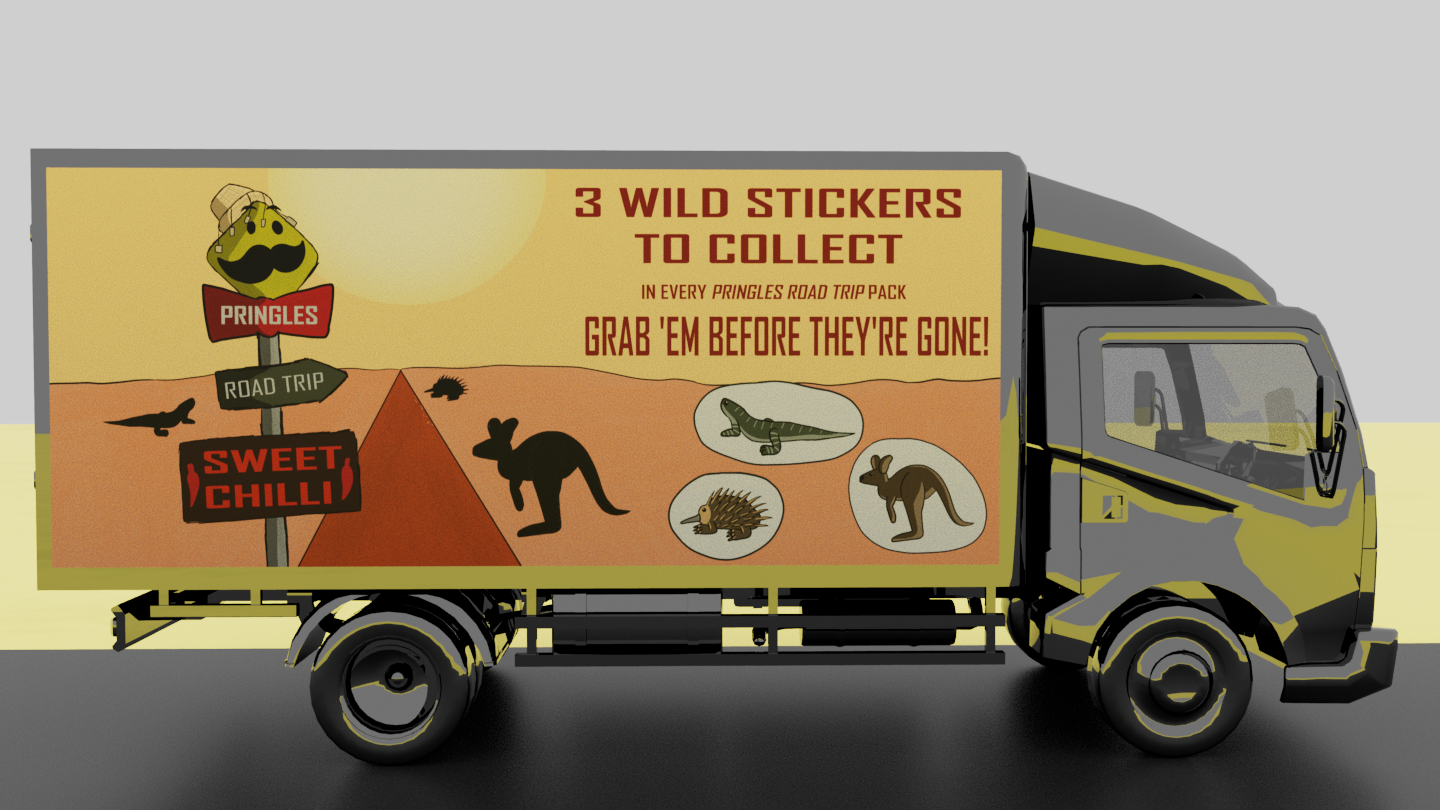 3 WILD STICKERS
TO COLLECT
IN EVERY PRINGLES ROAD TRIP PACK
GRAB 'EM BEFORE THEY'RE GONE!
PRINGLES
ROAD TRIP
SWEET
CHILLI